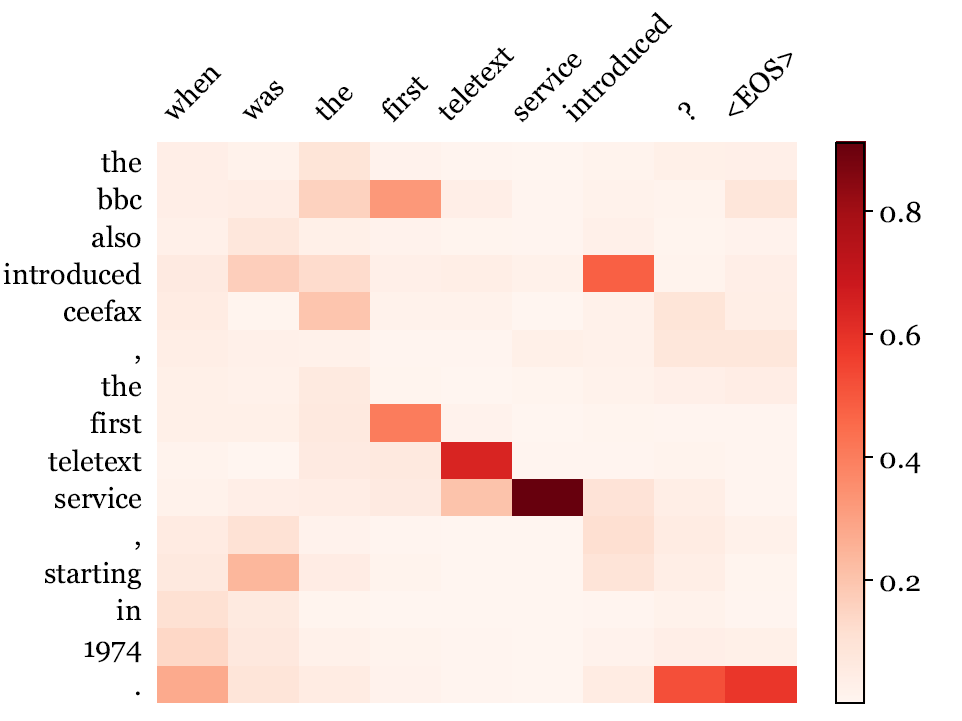 when was the first teletext service introduced ? <EOS>
the
bbc
also
introduced
ceefax
,
the
first
teletext
service
,
starting
in
1974
.
0.8
0.6
0.4
0.2